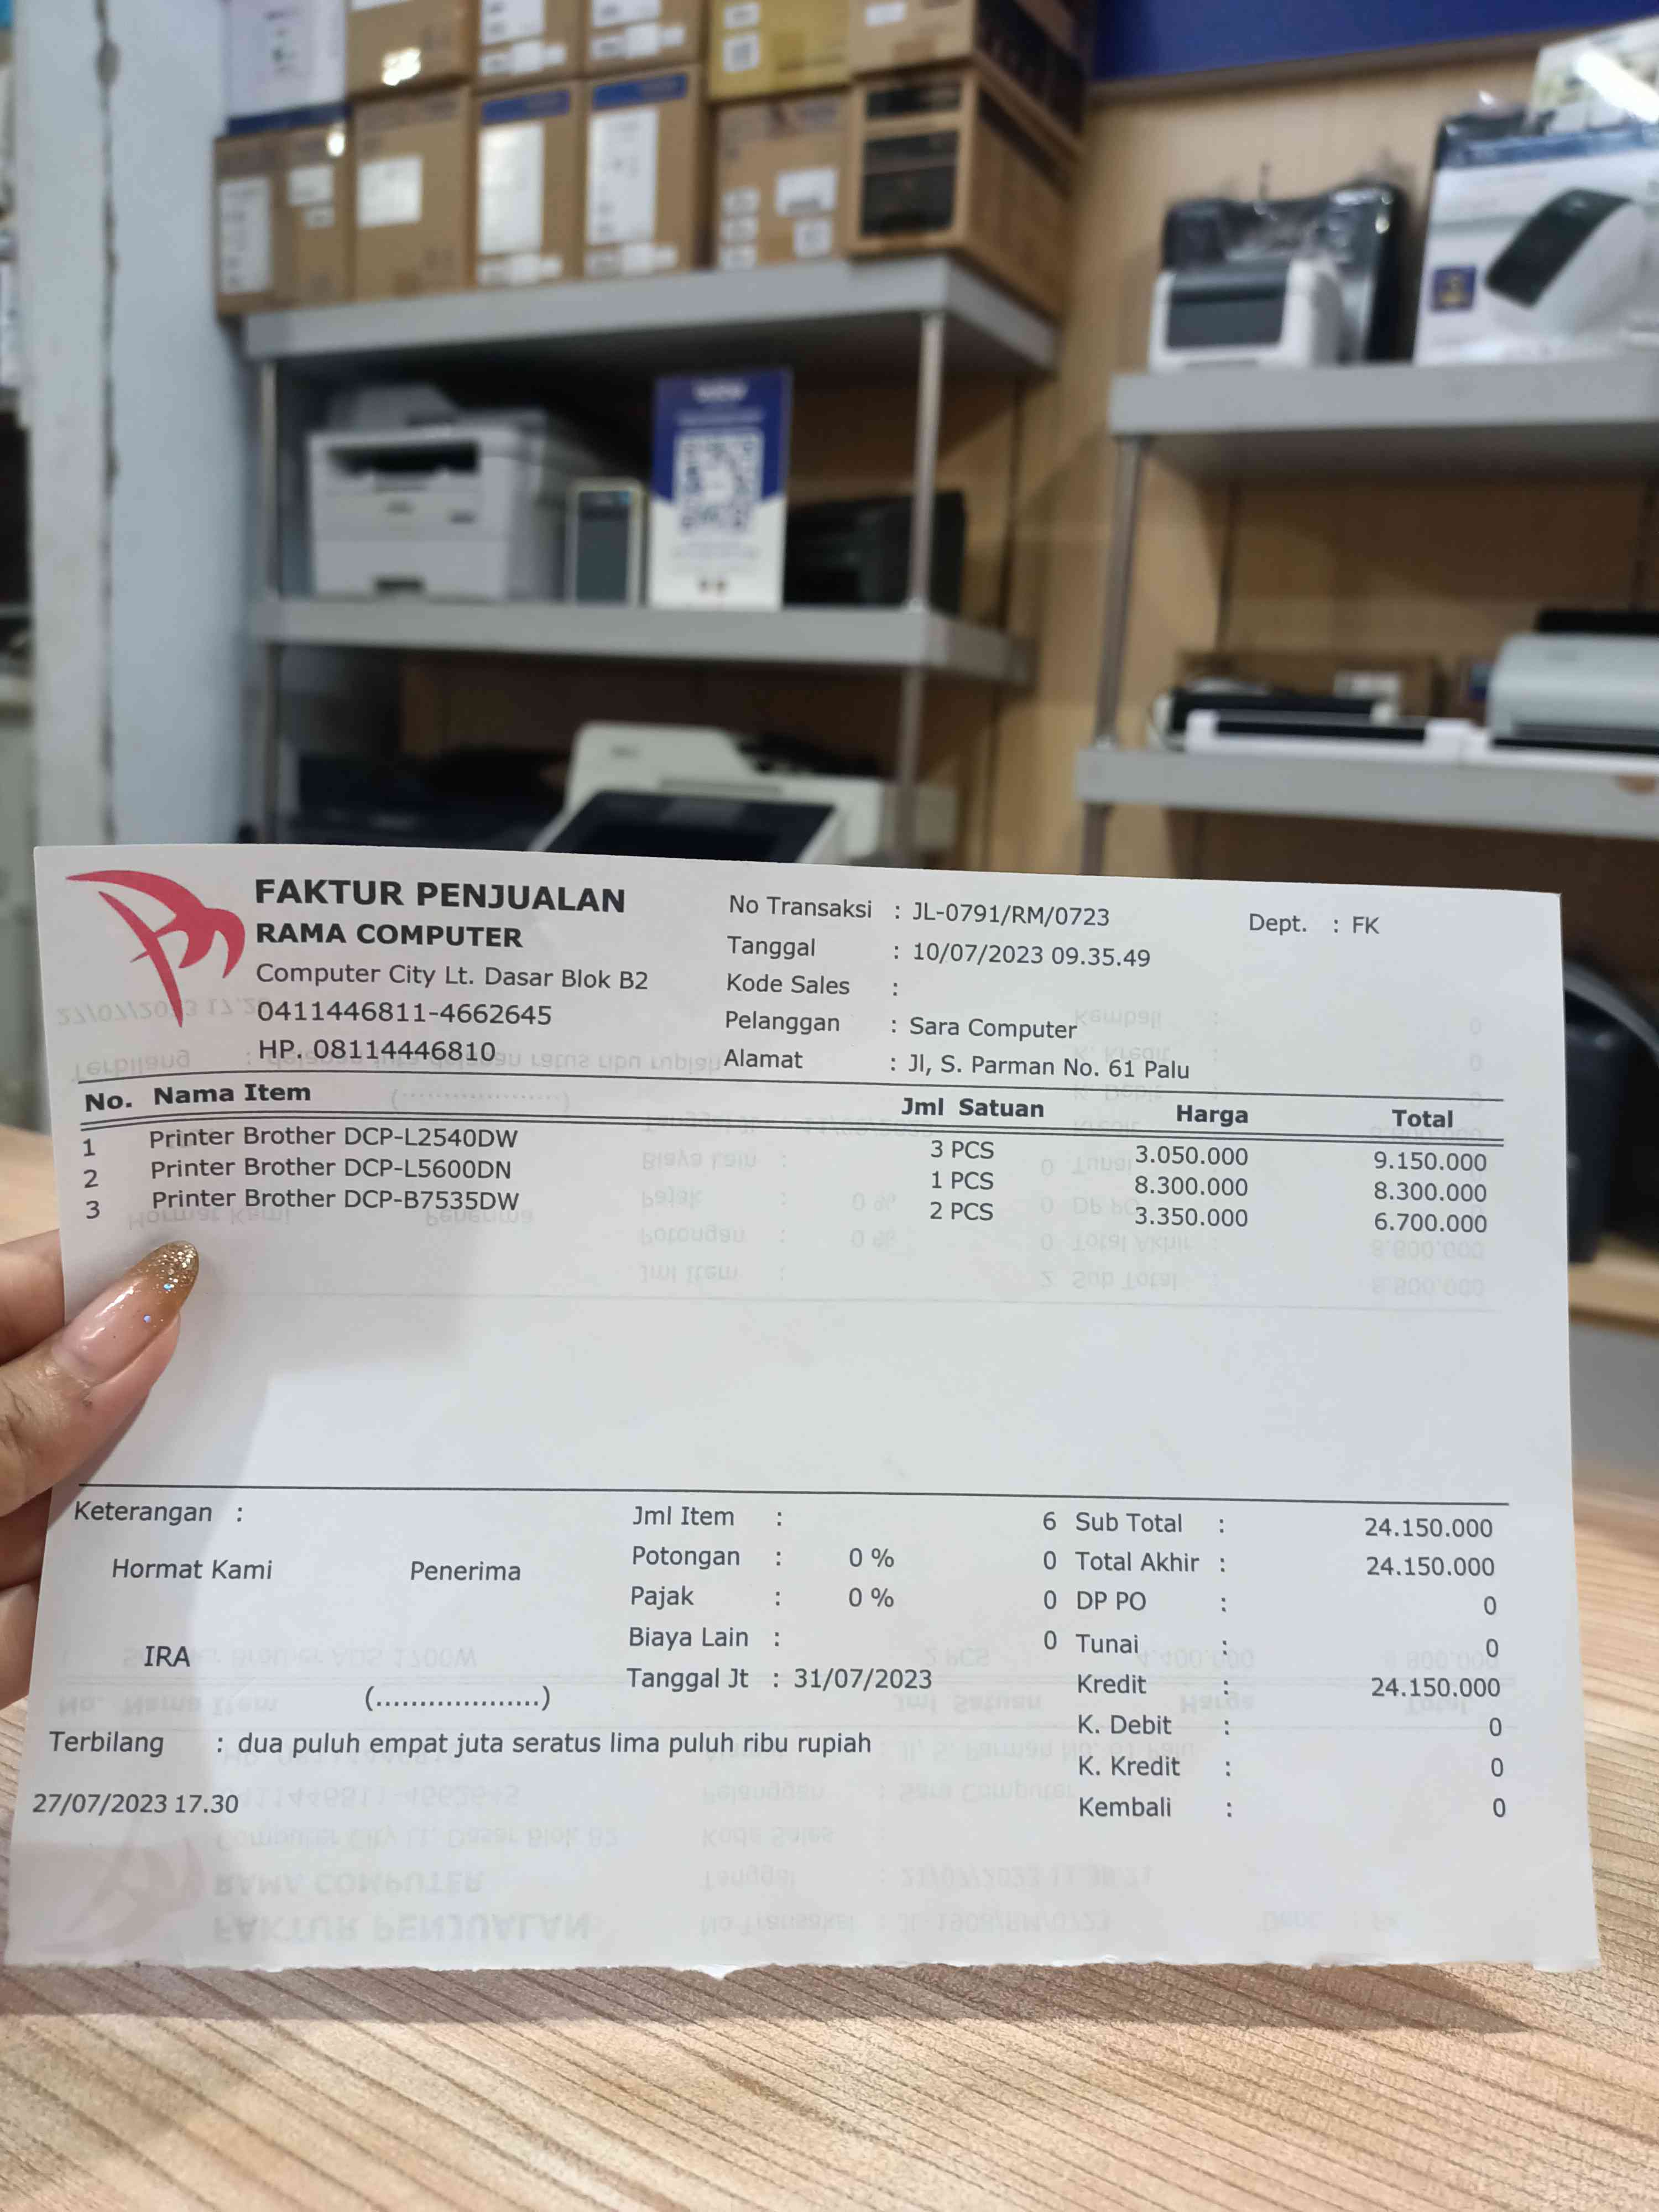 FAKTUR PENJUALAN
RAMA COMPUTER
Computer City Lt. Dasar Blok B2
0411446811-4662645
HP. 08114446810
No Transaksi : JL-0791/RM/0723
Tanggal : 10/07/2023 09.35.49
Kode Sales :
Pelanggan : Sara Computer
Alamat : Jl, S. Parman No. 61 Palu
Dept. : FK
No. Nama Item Jml Satuan Harga Total
1 Printer Brother DCP-L2540DW 3 PCS 3.050.000 9.150.000
2 Printer Brother DCP-L5600DN 1 PCS 8.300.000 8.300.000
3 Printer Brother DCP-B7535DW 2 PCS 3.350.000 6.700.000
Keterangan :
Hormat Kami Penerima
IRA
(...................)
Jml Item : 6
Potongan : 0 % 0
Pajak : 0 % 0
Biaya Lain : 0
Tanggal Jt : 31/07/2023
Sub Total : 24.150.000
Total Akhir : 24.150.000
DP PO : 0
Tunai : 0
Kredit : 24.150.000
K. Debit : 0
K. Kredit : 0
Kembali : 0
Terbilang : dua puluh empat juta seratus lima puluh ribu rupiah
27/07/2023 17.30